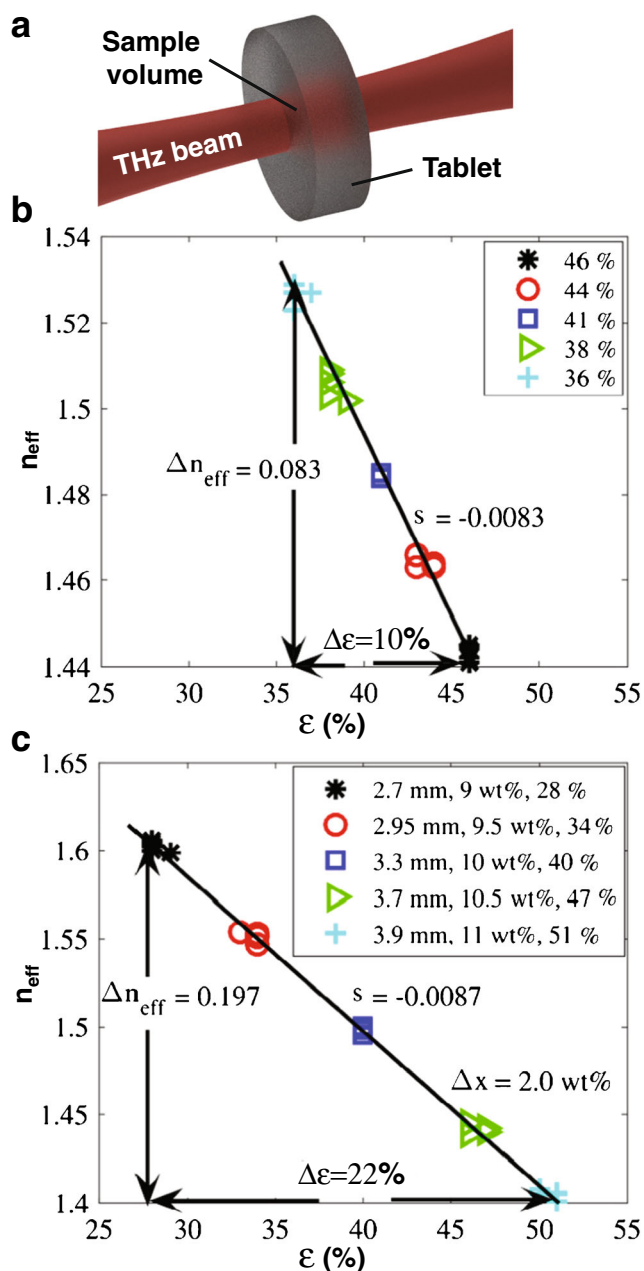 a
Sample
volume
THz beam
Tablet
b
1.54
1.52
1.5
1.48
1.46
1.44
n_eff
46 %
44 %
41 %
38 %
36 %
Δn_eff = 0.083
s = -0.0083
Δε=10%
25 30 35 40 45 50 55
ε (%)
c
1.65
1.6
1.55
1.5
1.45
1.4
n_eff
2.7 mm, 9 wt%, 28 %
2.95 mm, 9.5 wt%, 34 %
3.3 mm, 10 wt%, 40 %
3.7 mm, 10.5 wt%, 47 %
3.9 mm, 11 wt%, 51 %
Δn_eff = 0.197
s = -0.0087
Δx = 2.0 wt%
Δε=22%
25 30 35 40 45 50 55
ε (%)